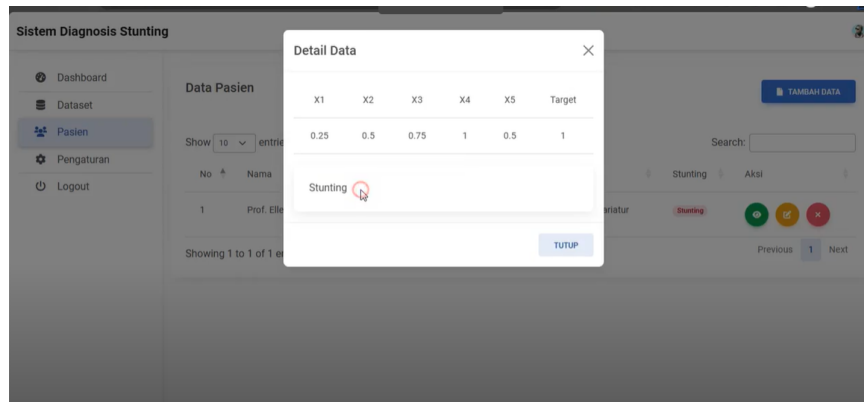 Sistem Diagnosis Stunting
Dashboard
Dataset
Pasien
Pengaturan
Logout
Data Pasien
TAMBAH DATA
Show 10 entrie
Search:
No Nama Stunting Aksi
1 Prof. Elle ariatur Stunting
Showing 1 to 1 of 1 e
Previous 1 Next
Detail Data
X1 X2 X3 X4 X5 Target
0.25 0.5 0.75 1 0.5 1
Stunting
TUTUP